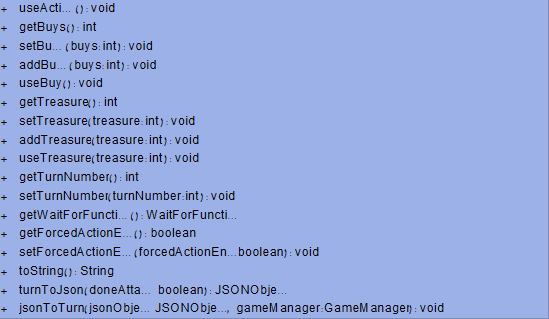 + useActi... () : void
+ getBuys() : int
+ setBu... (buys:int) : void
+ addBu... (buys:int) : void
+ useBuy() : void
+ getTreasure() : int
+ setTreasure(treasure:int) : void
+ addTreasure(treasure:int) : void
+ useTreasure(treasure:int) : void
+ getTurnNumber() : int
+ setTurnNumber(turnNumber:int) : void
+ getWaitForFuncti... () : WaitForFuncti...
+ getForcedActionE... () : boolean
+ setForcedActionE... (forcedActionEn...boolean) : void
+ toString() : String
+ turnToJson(doneAtta... boolean) : JSONObje...
+ jsonToTurn(jsonObje... JSONObje..., gameManager:GameManager) : void